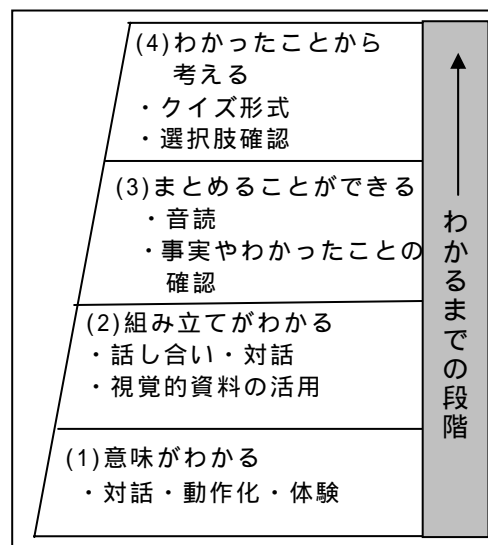 (4)わかったことから
考える
・クイズ形式
・選択肢確認
(3)まとめることができる
・音読
・事実やわかったことの
確認
(2)組み立てがわかる
・話し合い・対話
・視覚的資料の活用
(1)意味がわかる
・対話・動作化・体験
わかるまでの段階